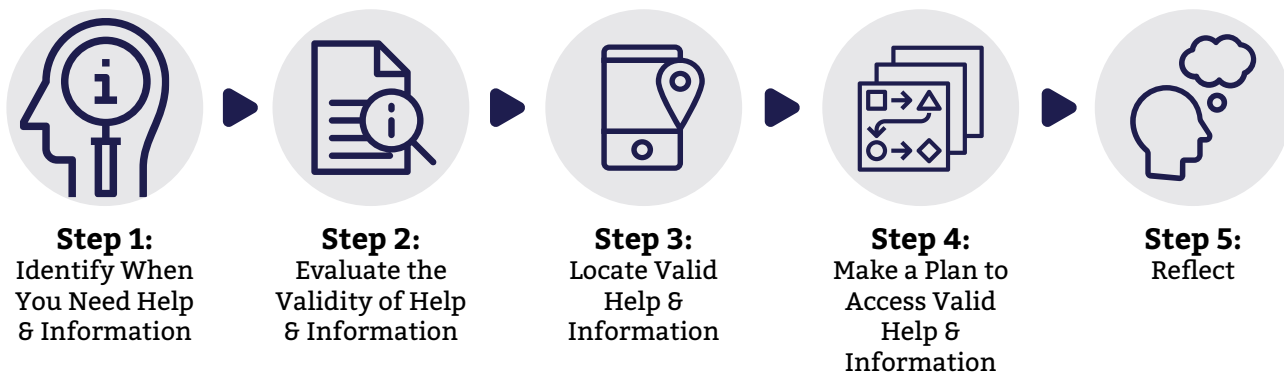 Step 1:
Identify When
You Need Help
& Information
Step 2:
Evaluate the
Validity of Help
& Information
Step 3:
Locate Valid
Help &
Information
Step 4:
Make a Plan to
Access Valid
Help &
Information
Step 5:
Reflect